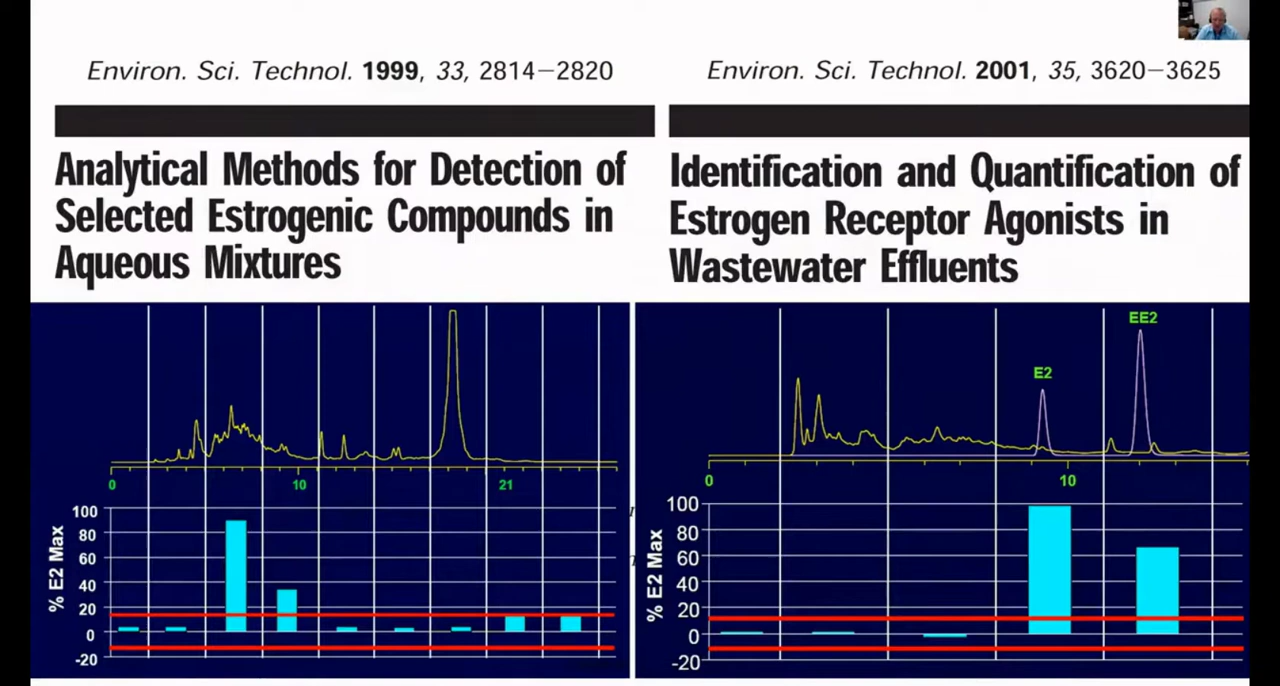 Environ. Sci. Technol. 1999, 33, 2814−2820
Analytical Methods for Detection of
Selected Estrogenic Compounds in
Aqueous Mixtures
0 10 21
% E2 Max
100
80
60
40
20
0
-20
Environ. Sci. Technol. 2001, 35, 3620−3625
Identification and Quantification of
Estrogen Receptor Agonists in
Wastewater Effluents
EE2
E2
0 10
% E2 Max
100
80
60
40
20
0
-20